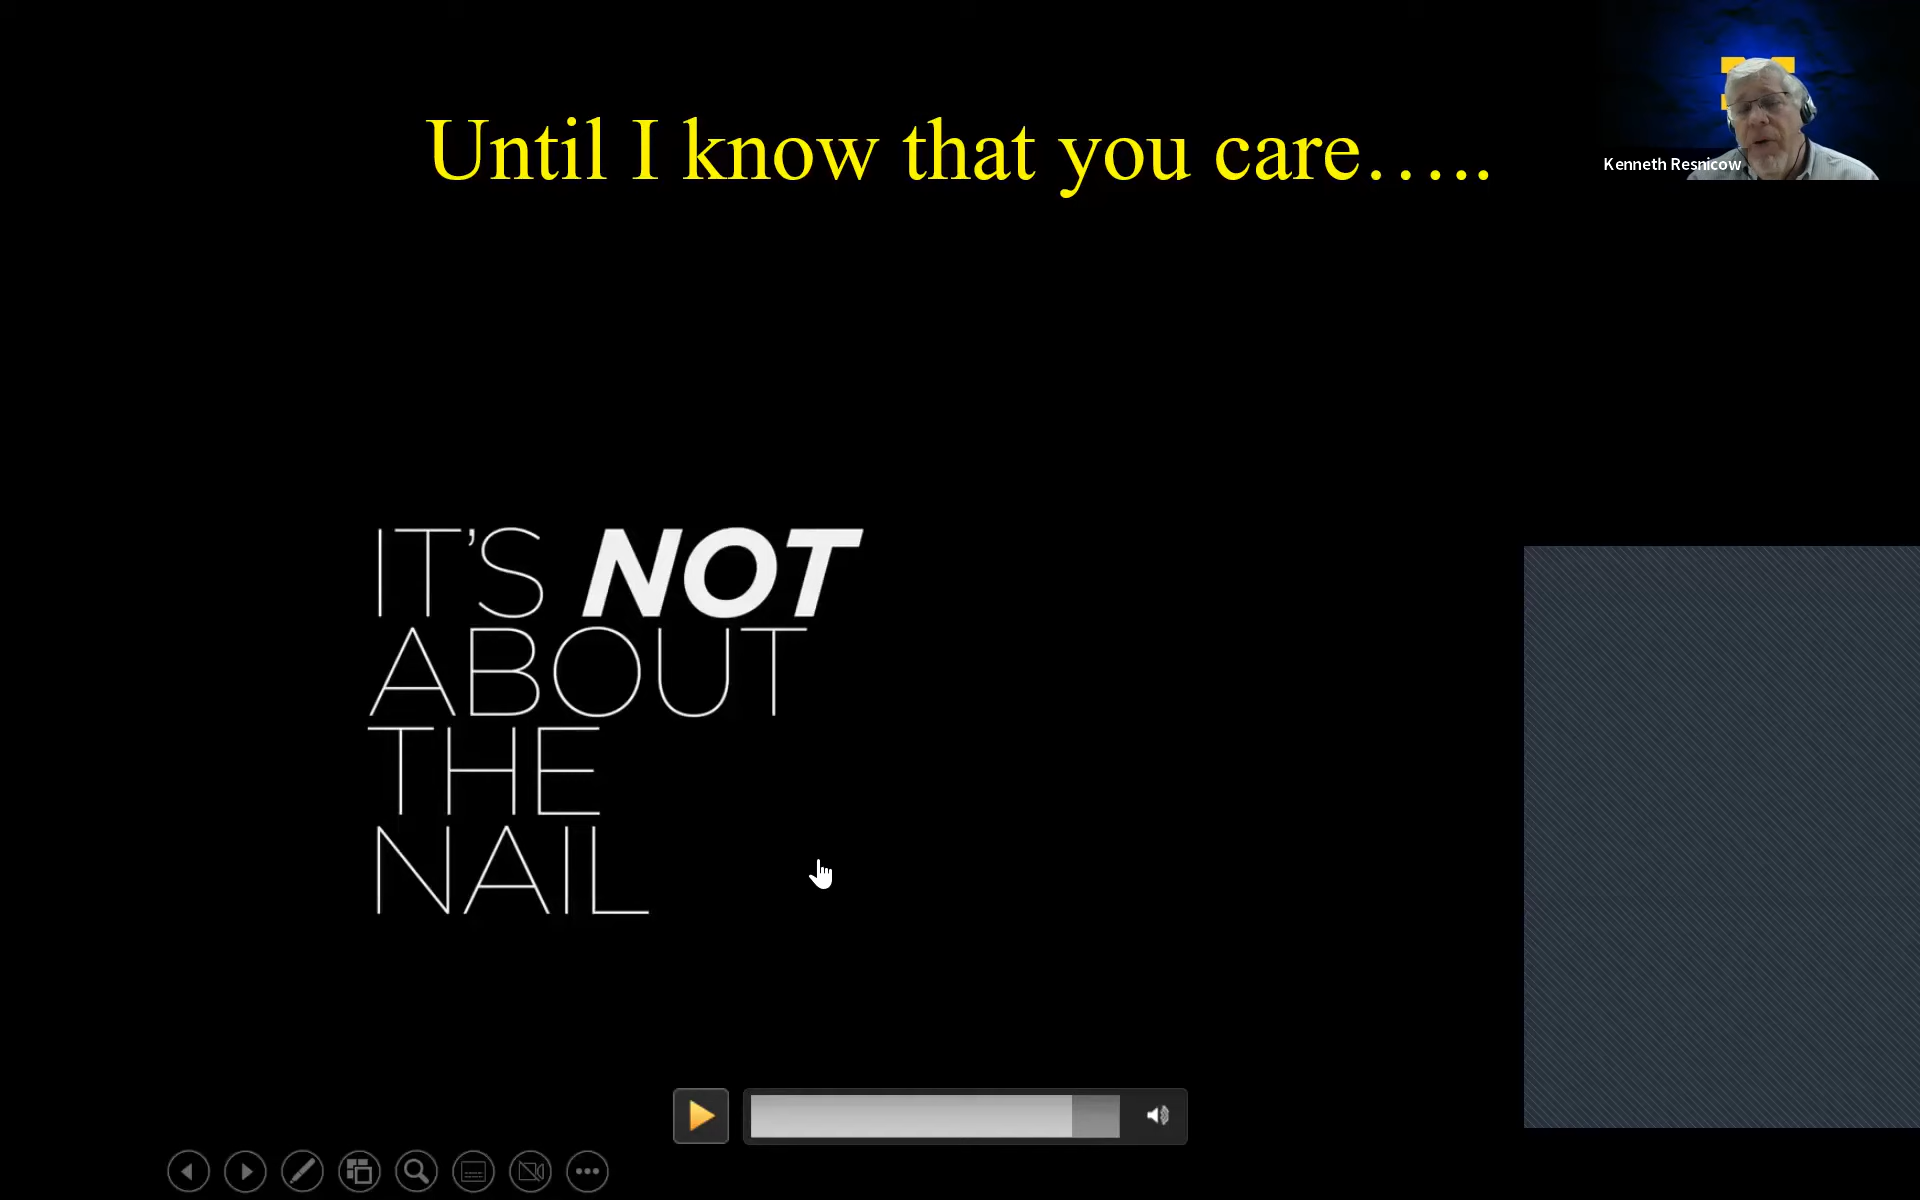 Until I know that you care…..
Kenneth Resnicow
IT'S NOT
ABOUT
THE
NAIL